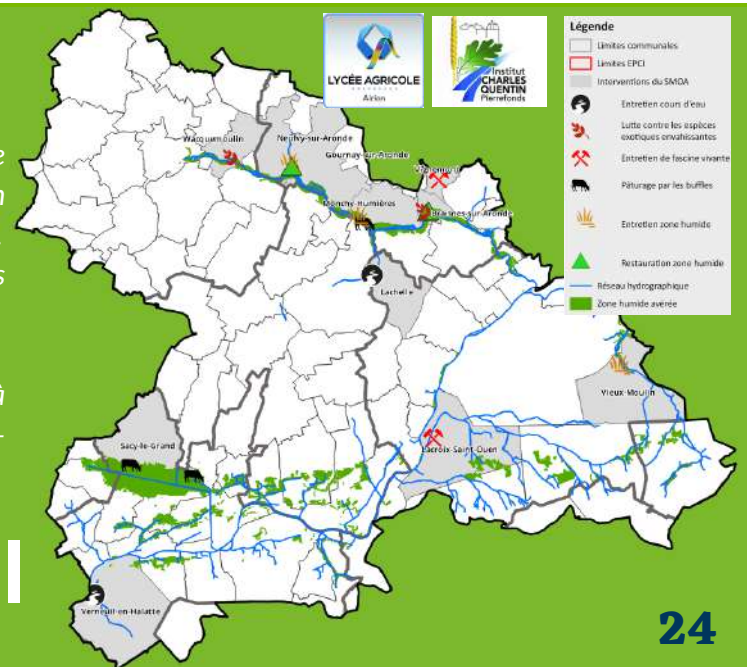 LYCÉE AGRICOLE
Airion
Institut
CHARLES
QUENTIN
Pierrefonds
Légende
Limites communales
Limites EPCI
Interventions du SMOA
Entretien cours d'eau
Lutte contre les espèces
exotiques envahissantes
Entretien de fascine vivante
Pâturage par les buffles
Entretien zone humide
Restauration zone humide
Réseau hydrographique
Zone humide avérée
Wacquemoulin
Neufvy-sur-Aronde
Gournay-sur-Aronde
Monchy-Humières
Braisnes-sur-Aronde
Lachelle
Vieux-Moulin
Sacy-le-Grand
Lacroix-Saint-Ouen
Verneuil-en-Halatte
e
n
s
à
24